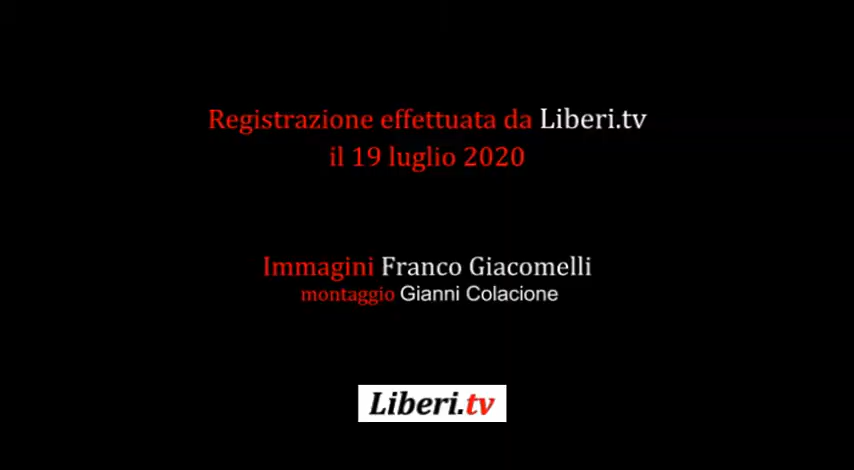 Registrazione effettuata da Liberi.tv
il 19 luglio 2020
Immagini Franco Giacomelli
montaggio Gianni Colacione
Liberi.tv